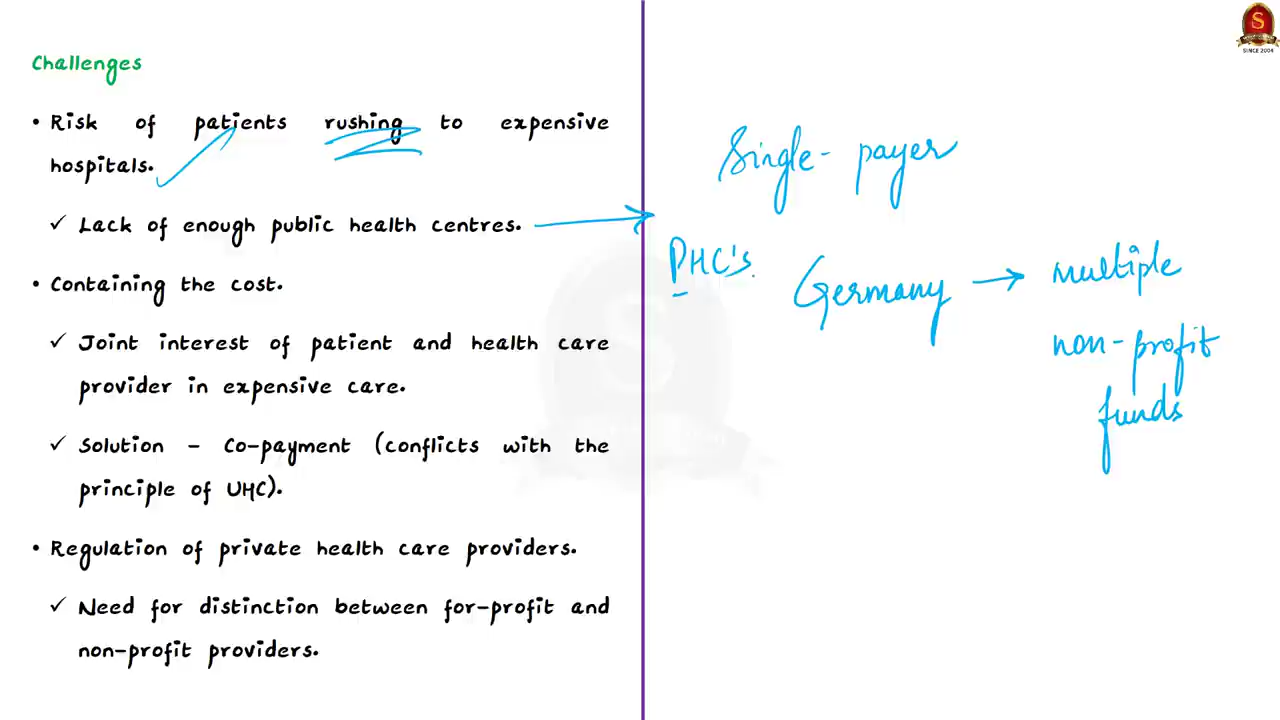 Challenges
• Risk of patients rushing to expensive
hospitals.
✓ Lack of enough public health centres.
• Containing the cost.
✓ Joint interest of patient and health care
provider in expensive care.
✓ Solution – Co-payment (conflicts with the
principle of UHC).
• Regulation of private health care providers.
✓ Need for distinction between for-profit and
non-profit providers.
Single- payer
PHC's.
Germany → multiple
non-profit
funds
S
SINCE 2004